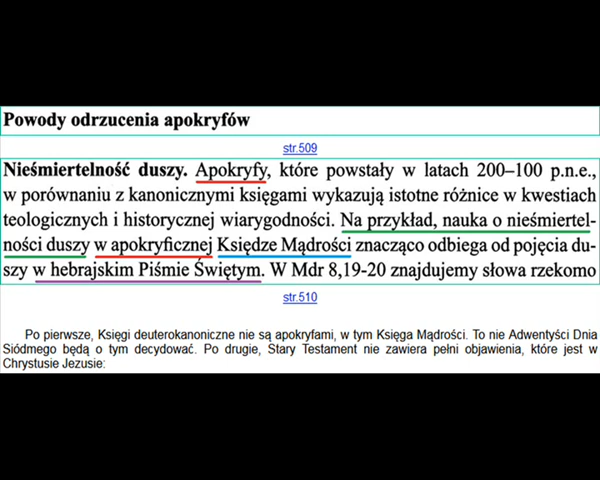 Powody odrzucenia apokryfów
str.509
Nieśmiertelność duszy. Apokryfy, które powstały w latach 200–100 p.n.e.,
w porównaniu z kanonicznymi księgami wykazują istotne różnice w kwestiach
teologicznych i historycznej wiarygodności. Na przykład, nauka o nieśmiertel-
ności duszy w apokryficznej Księdze Mądrości znacząco odbiega od pojęcia du-
szy w hebrajskim Piśmie Świętym. W Mdr 8,19-20 znajdujemy słowa rzekomo
str.510
Po pierwsze, Księgi deuterokanoniczne nie są apokryfami, w tym Księga Mądrości. To nie Adwentyści Dnia
Siódmego będą o tym decydować. Po drugie, Stary Testament nie zawiera pełni objawienia, które jest w
Chrystusie Jezusie: